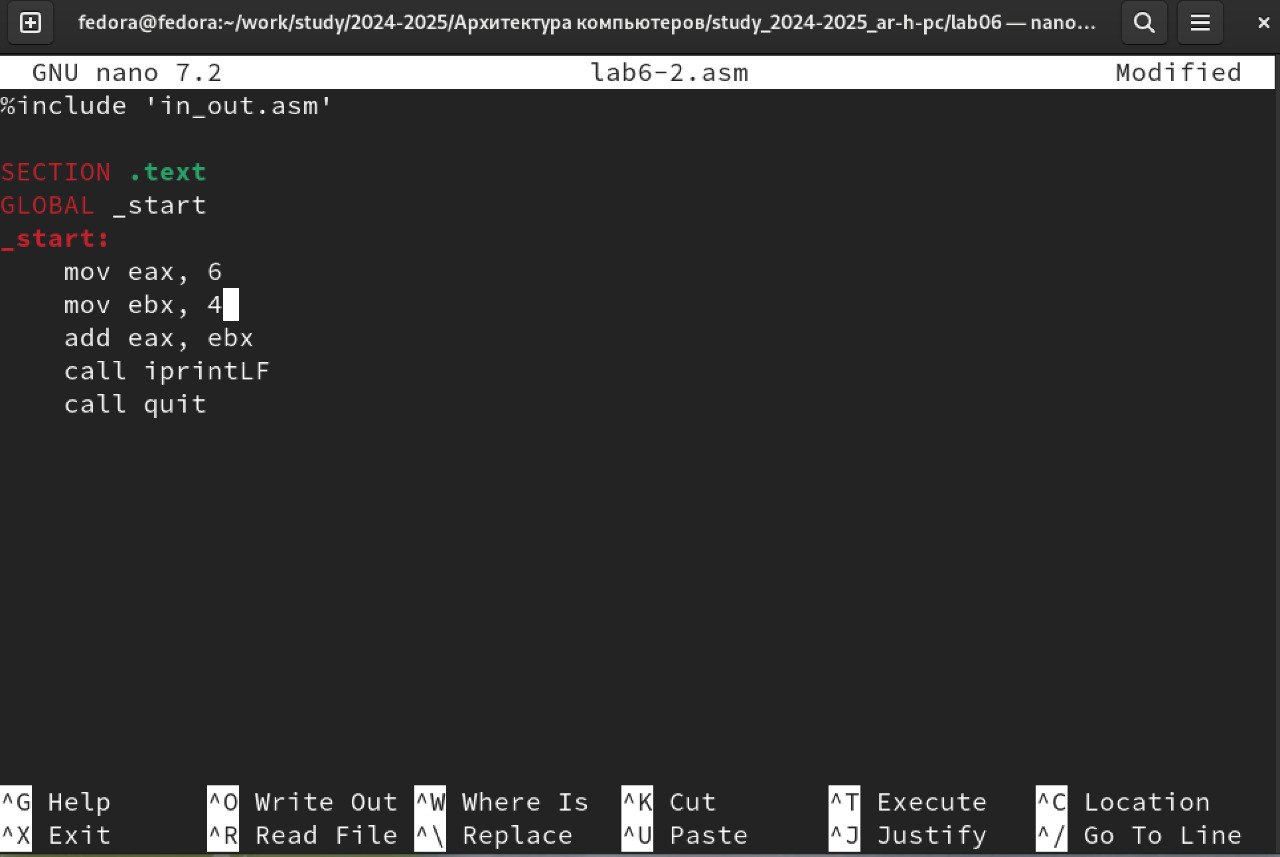 fedora@fedora:~/work/study/2024-2025/Архитектура компьютеров/study_2024-2025_ar-h-pc/lab06 — nano...
GNU nano 7.2 lab6-2.asm Modified
%include 'in_out.asm'
SECTION .text
GLOBAL _start
_start:
mov eax, 6
mov ebx, 4
add eax, ebx
call iprintLF
call quit
^G Help ^O Write Out ^W Where Is ^K Cut ^T Execute ^C Location
^X Exit ^R Read File ^\ Replace ^U Paste ^J Justify ^/ Go To Line